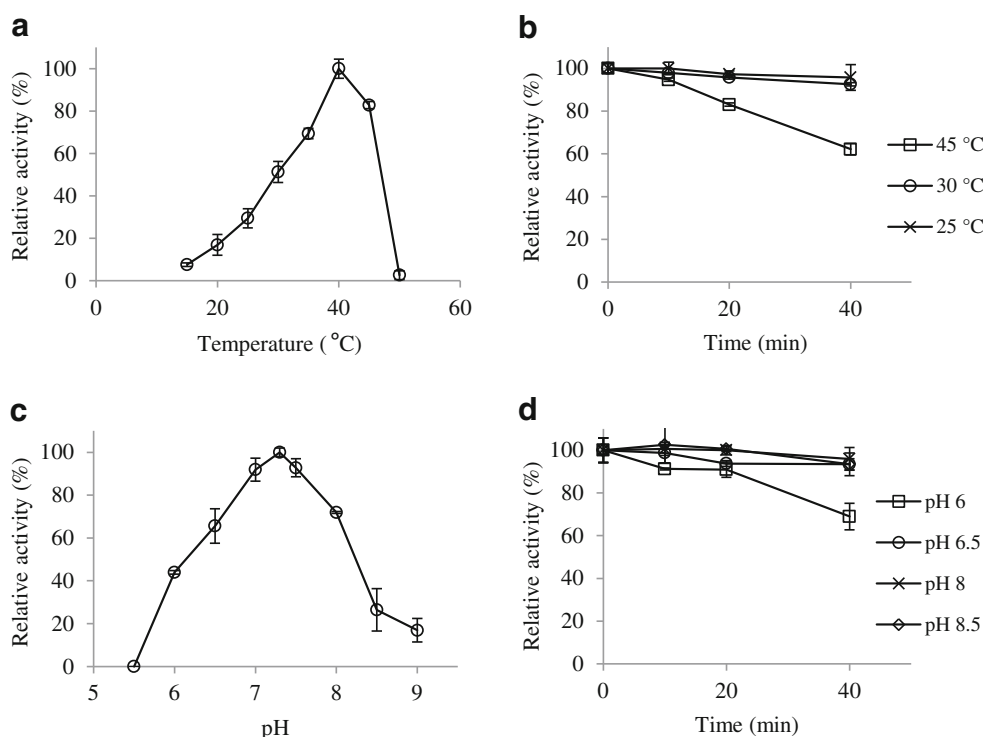 a
Relative activity (%)
100
80
60
40
20
0
0 20 40 60
Temperature ( °C)
b
Relative activity (%)
100
80
60
40
20
0
0 20 40
Time (min)
45 °C
30 °C
25 °C
c
Relative activity (%)
100
80
60
40
20
0
5 6 7 8 9
pH
d
Relative activity (%)
100
80
60
40
20
0
0 20 40
Time (min)
pH 6
pH 6.5
pH 8
pH 8.5